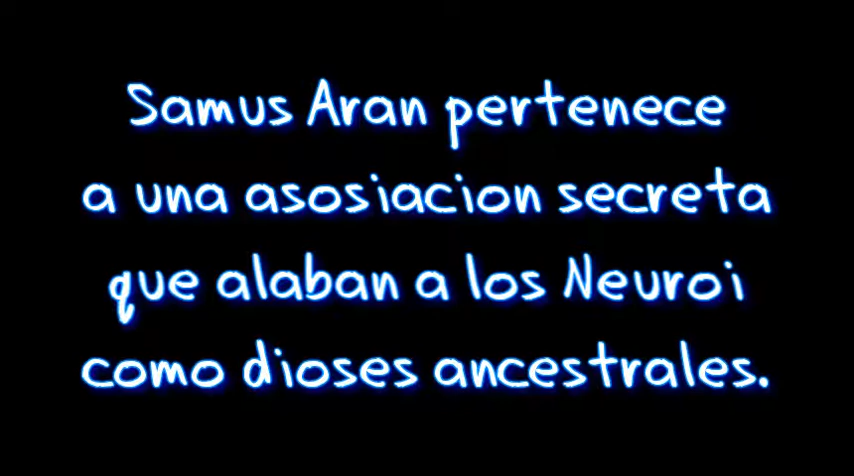 Samus Aran pertenece
a una asosiacion secreta
que alaban a los Neuroi
como dioses ancestrales.